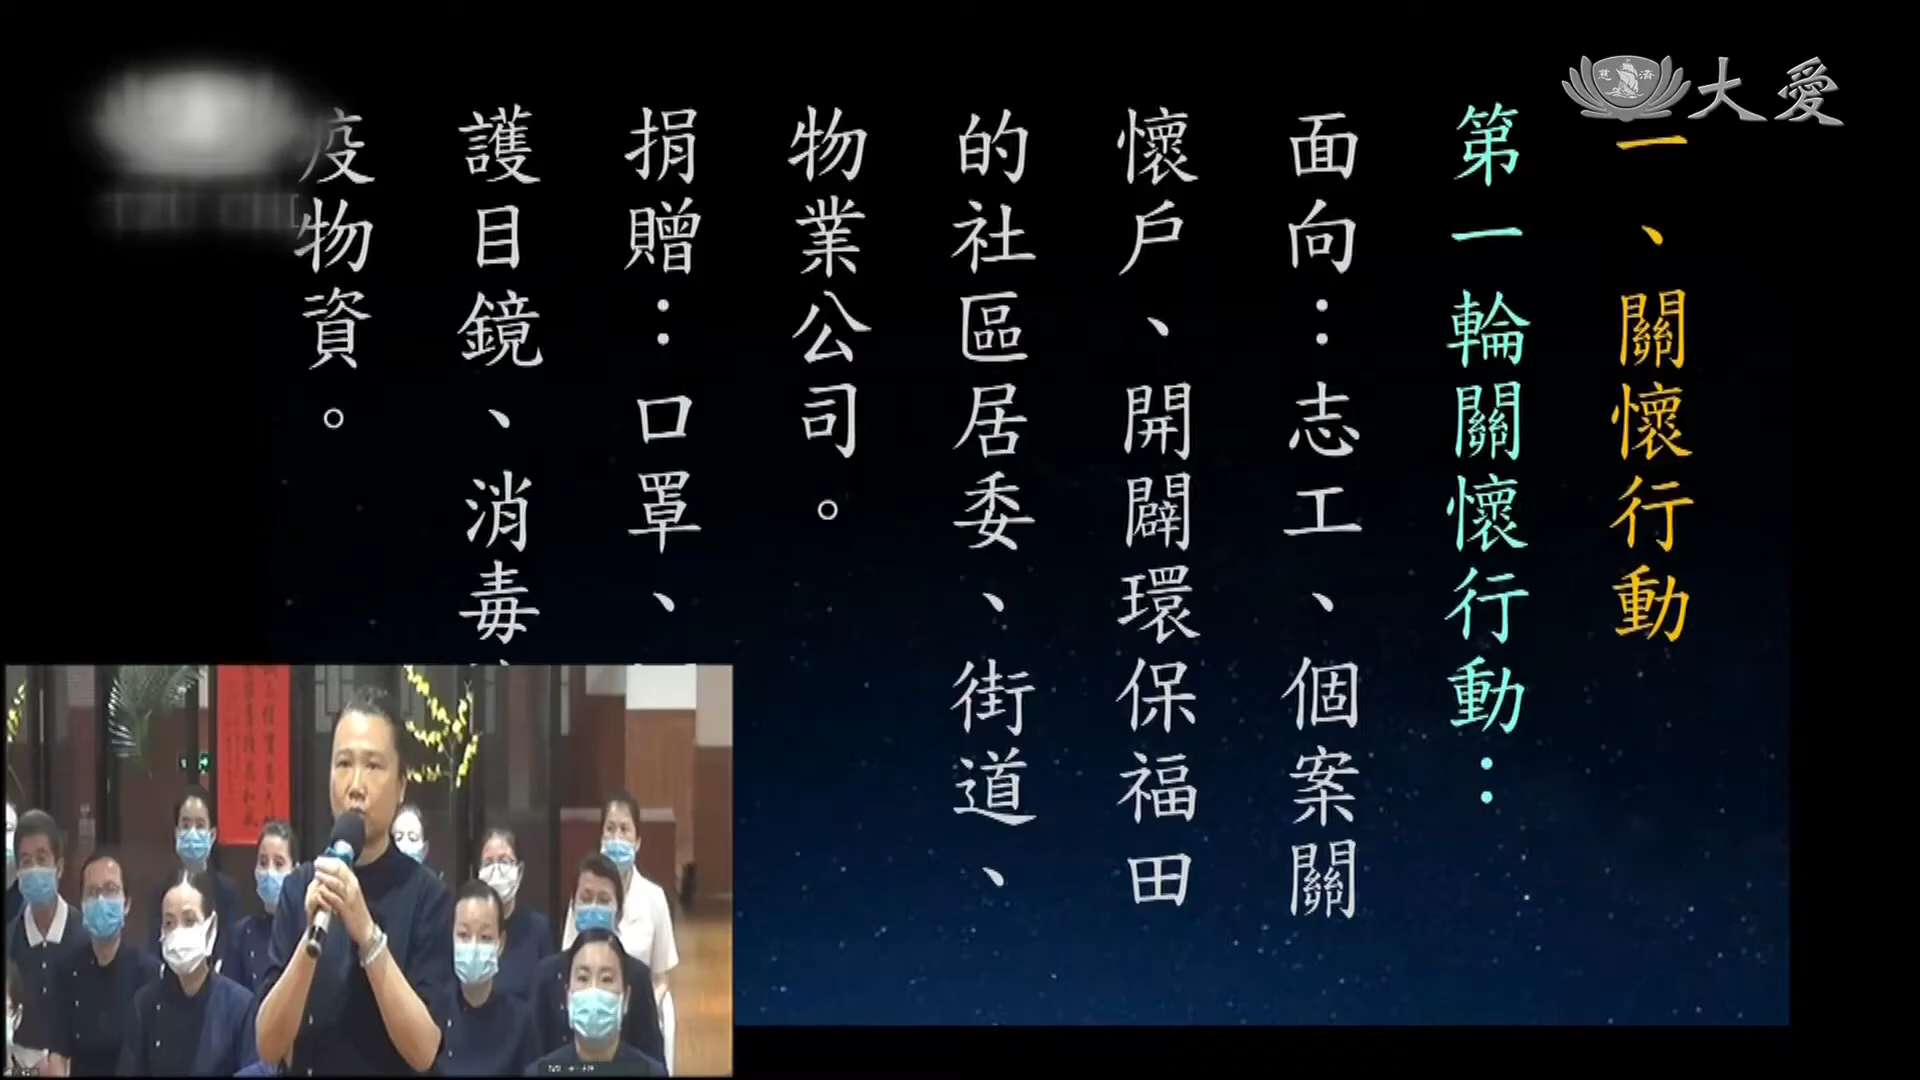 一、關懷行動
第一輪關懷行動：
面向：志工、個案關
懷戶、開闢環保福田
的社區居委、街道、
物業公司。
捐贈：口罩、
護目鏡、消毒
疫物資。
慈濟
大愛